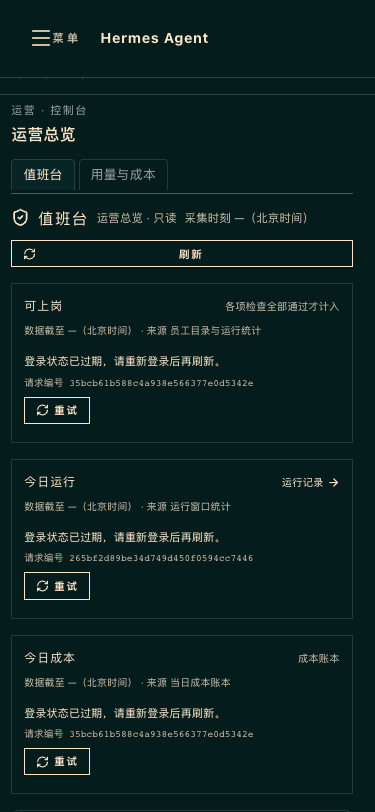 菜单 Hermes Agent
运营 · 控制台
运营总览
值班台 用量与成本
值班台 运营总览 · 只读 采集时刻 —（北京时间）
刷新
可上岗 各项检查全部通过才计入
数据截至 —（北京时间） · 来源 员工目录与运行统计
登录状态已过期，请重新登录后再刷新。
请求编号 35bcb61b588c4a938e566377e0d5342e
重试
今日运行 运行记录 →
数据截至 —（北京时间） · 来源 运行窗口统计
登录状态已过期，请重新登录后再刷新。
请求编号 265bf2d89be34d749d450f0594cc7446
重试
今日成本 成本账本
数据截至 —（北京时间） · 来源 当日成本账本
登录状态已过期，请重新登录后再刷新。
请求编号 35bcb61b588c4a938e566377e0d5342e
重试